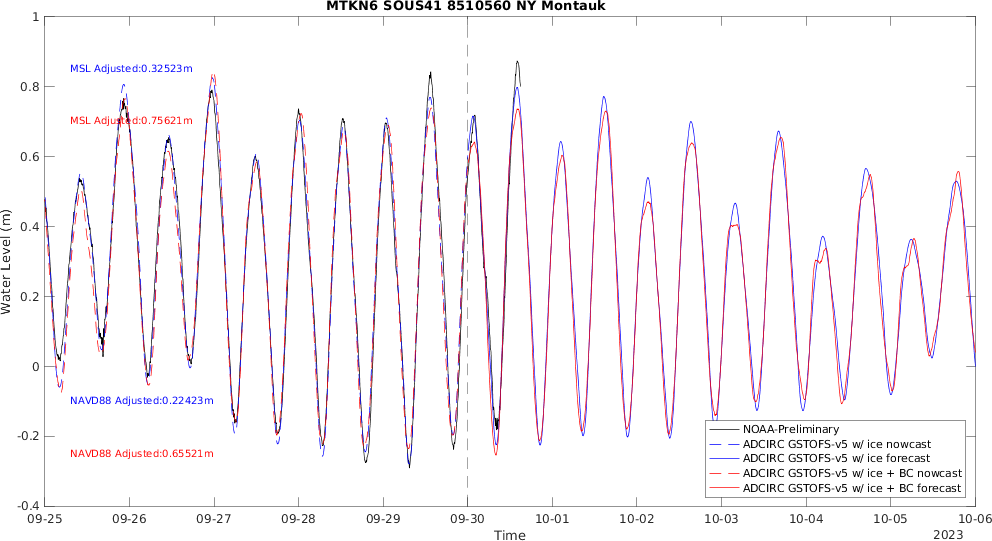 MTKN6 SOUS41 8510560 NY Montauk
1
0.8
0.6
0.4
0.2
0
-0.2
-0.4
Water Level (m)
MSL Adjusted:0.32523m
MSL Adjusted:0.75621m
NAVD88 Adjusted:0.22423m
NAVD88 Adjusted:0.65521m
NOAA-Preliminary
ADCIRC GSTOFS-v5 w/ ice nowcast
ADCIRC GSTOFS-v5 w/ ice forecast
ADCIRC GSTOFS-v5 w/ ice + BC nowcast
ADCIRC GSTOFS-v5 w/ ice + BC forecast
09-25 09-26 09-27 09-28 09-29 09-30 10-01 10-02 10-03 10-04 10-05 10-06
Time
2023